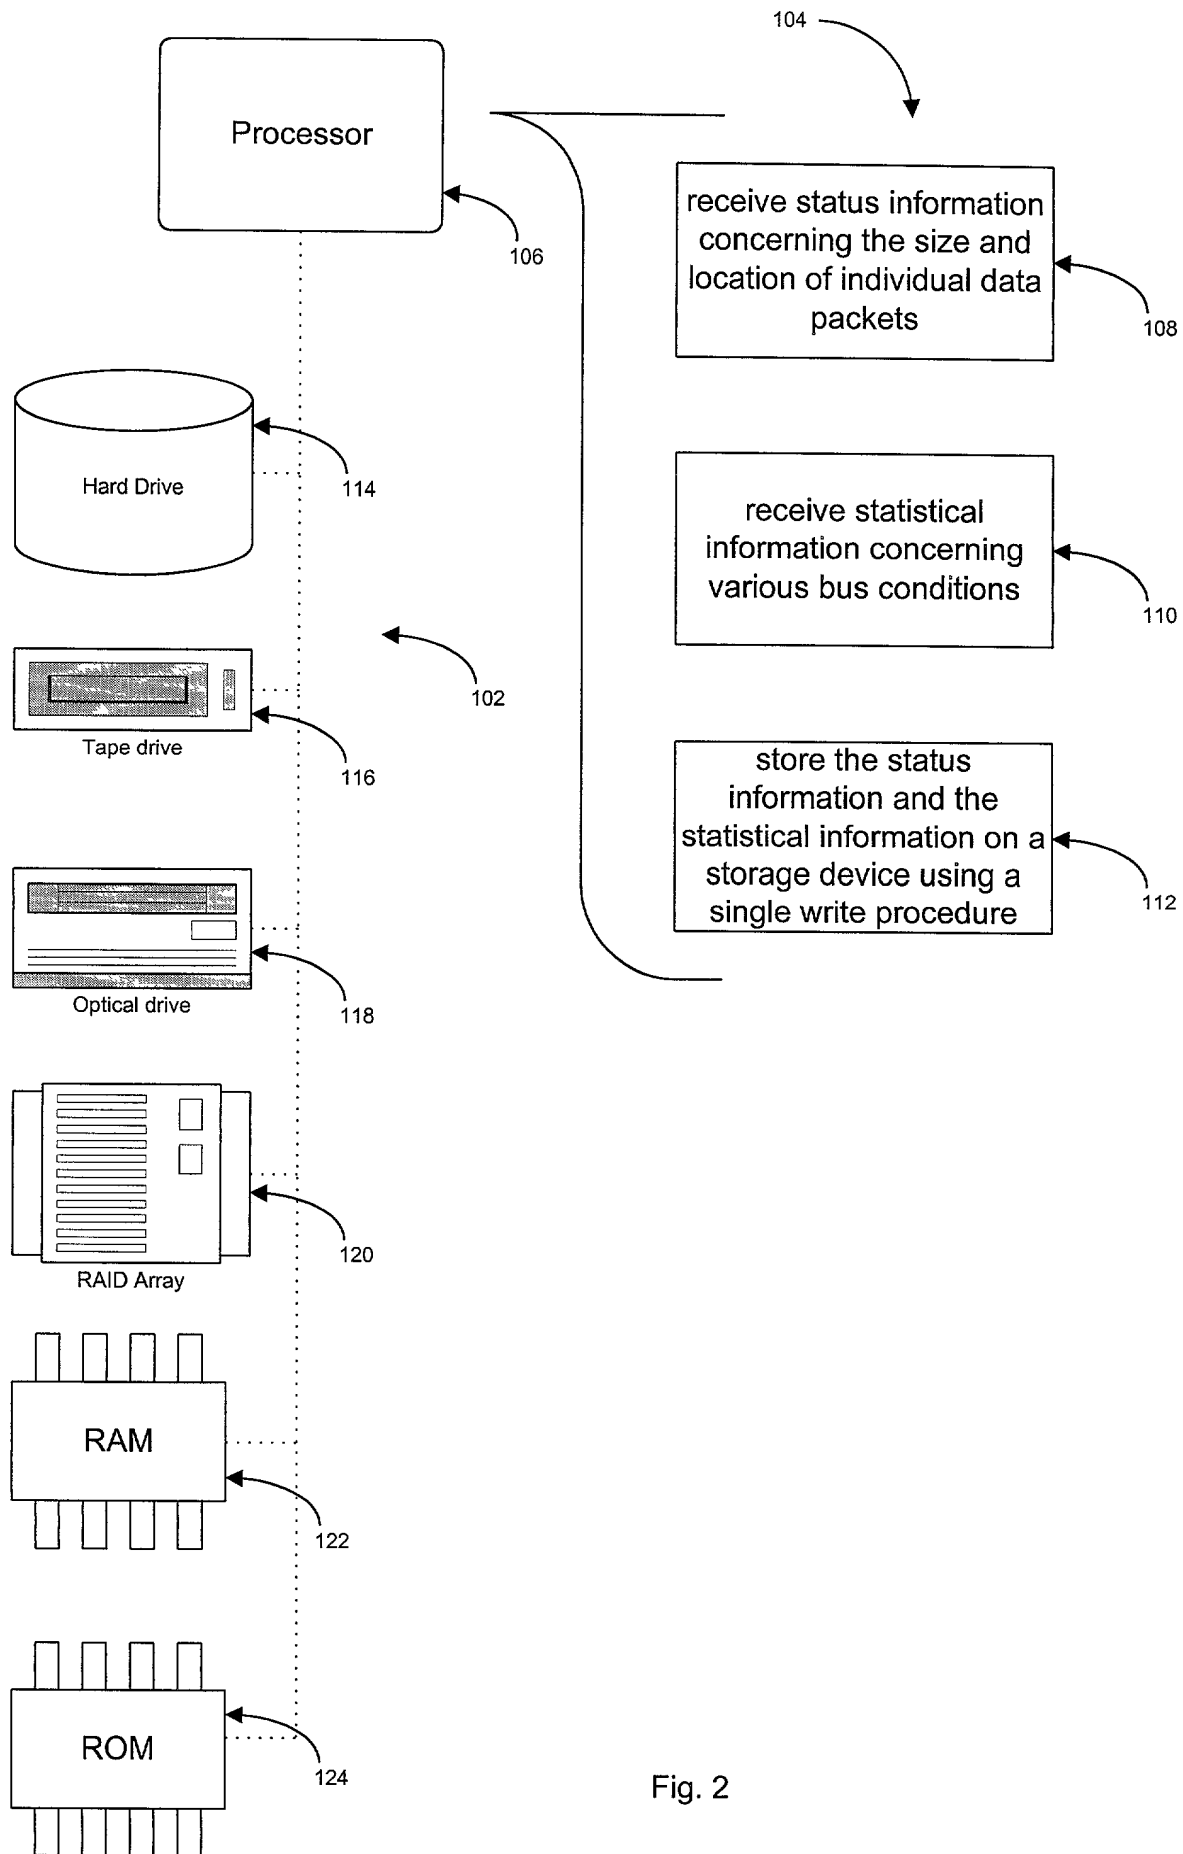 104
Processor
106
receive status information
concerning the size and
location of individual data
packets
108
Hard Drive
114
receive statistical
information concerning
various bus conditions
110
102
Tape drive
116
store the status
information and the
statistical information on a
storage device using a
single write procedure
112
Optical drive
118
RAID Array
120
RAM
122
ROM
124
Fig. 2